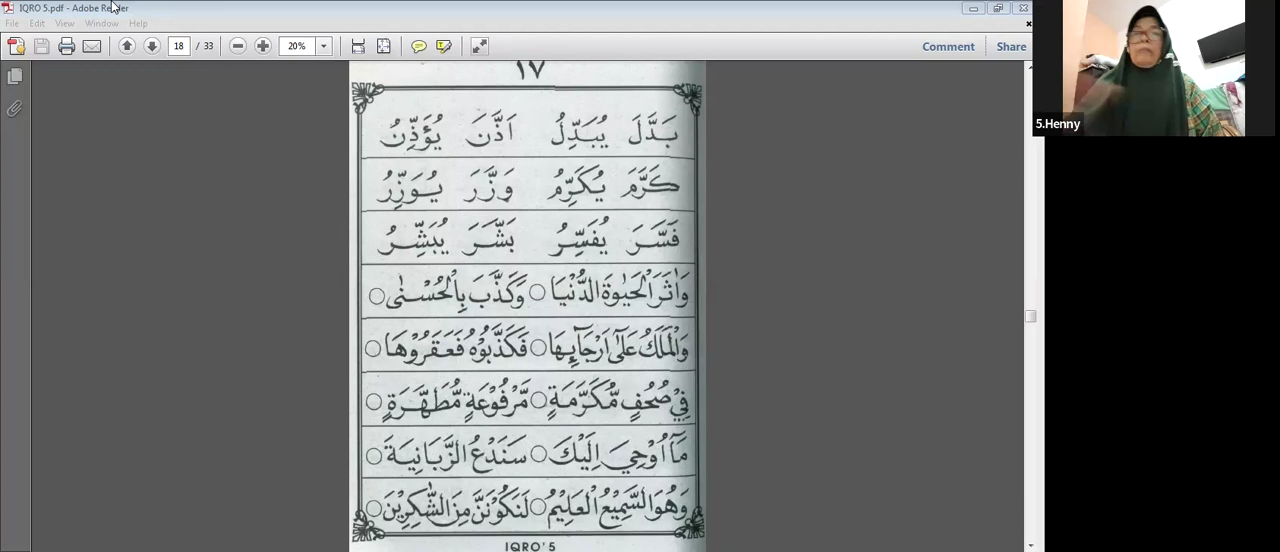 IQRO 5.pdf - Adobe Reader
File Edit View Window Help
18 / 33 20% Comment Share
5.Henny
١٧
بَدَّلَ يُبَدِّلُ اَذَّنَ يُؤَذِّنُ
كَرَّمَ يُكَرِّمُ وَزَّرَ يُوَزِّرُ
فَسَّرَ يُفَسِّرُ بَشَّرَ يُبَشِّرُ
وَاٰثَرَ الْحَيٰوةَ الدُّنْيَا ○ وَكَذَّبَ بِالْحُسْنٰى ○
وَالْمَلَكُ عَلٰٓى اَرْجَآئِهَا ○ فَكَذَّبُوْهُ فَعَقَرُوْهَا ○
فِيْ صُحُفٍ مُّكَرَّمَةٍ ○ مَّرْفُوْعَةٍ مُّطَهَّرَةٍ ○
مَآ اُوْحِيَ اِلَيْكَ ○ سَنَدْعُ الزَّبَانِيَةَ ○
وَهُوَ السَّمِيْعُ الْعَلِيْمُ ○ لَنَكُوْنَنَّ مِنَ الشّٰكِرِيْنَ ○
IQRO'5